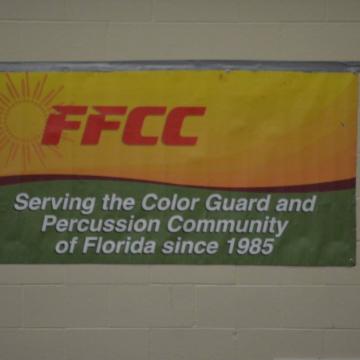 FFCC
Serving the Color Guard and
Percussion Community
of Florida since 1985